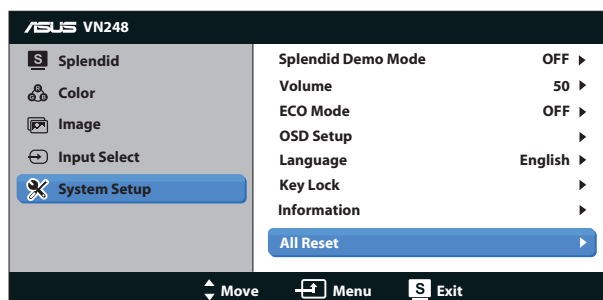 ASUS VN248
S Splendid
Color
Image
Input Select
System Setup
Splendid Demo Mode OFF
Volume 50
ECO Mode OFF
OSD Setup
Language English
Key Lock
Information
All Reset
Move Menu S Exit